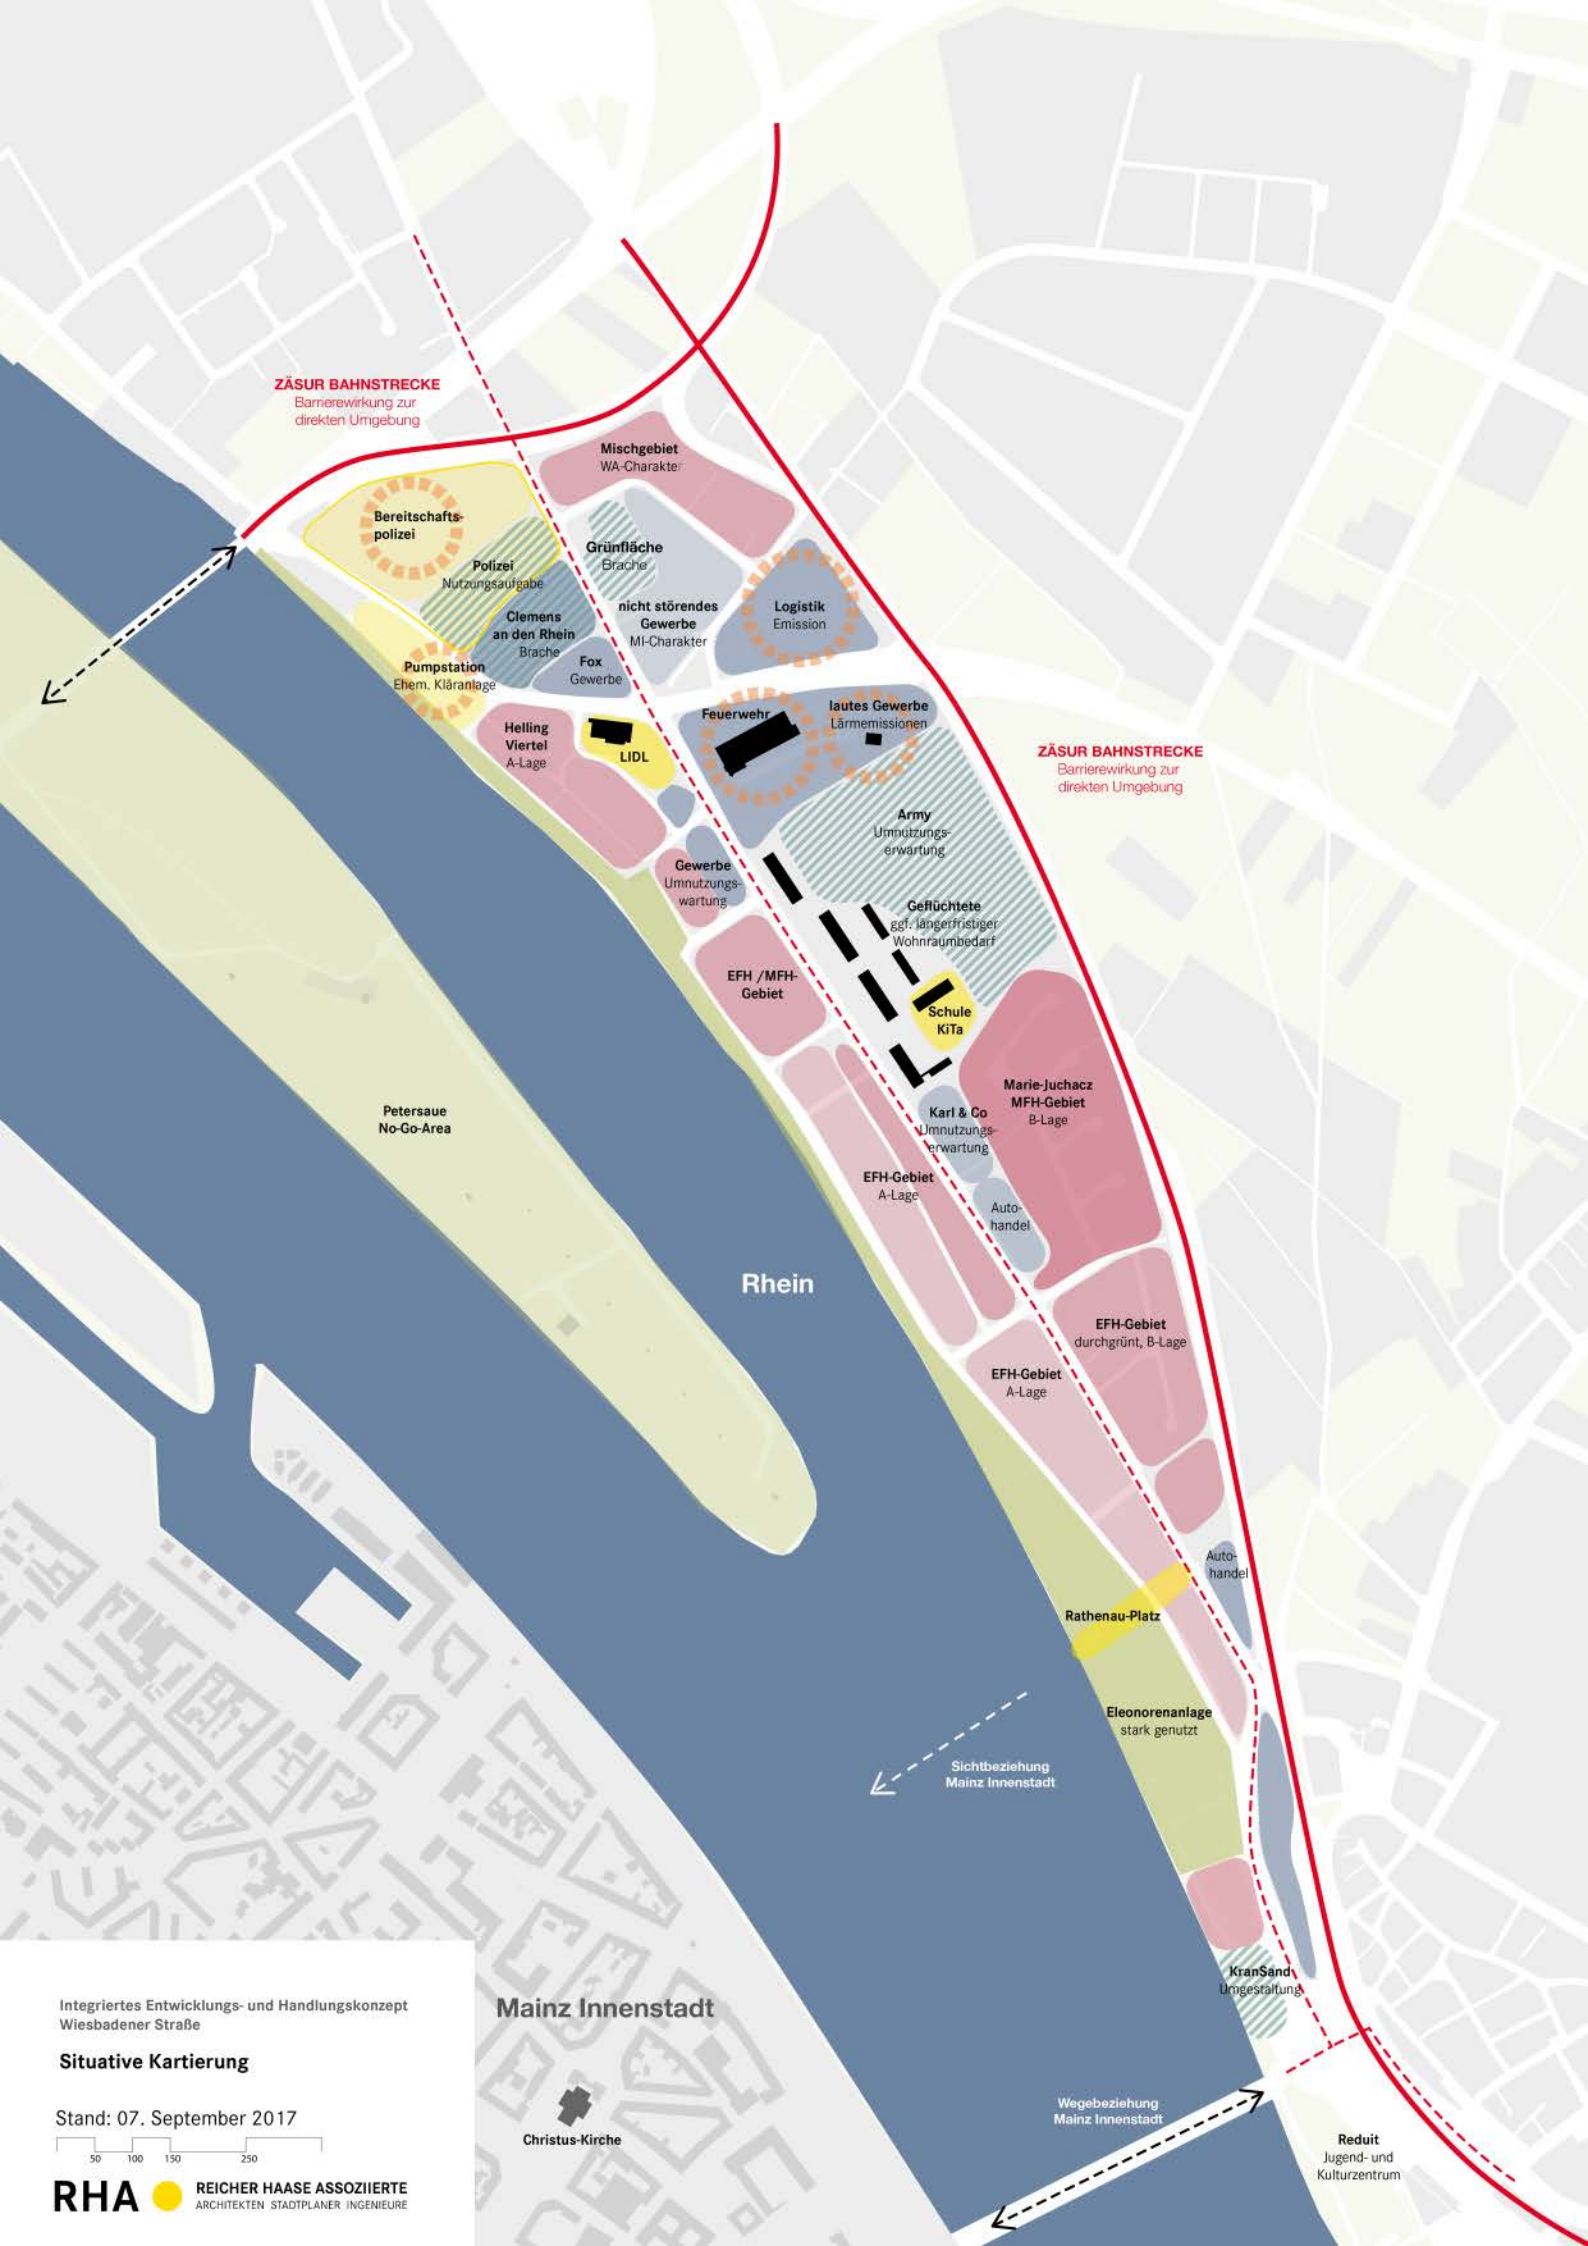 ZÄSUR BAHNSTRECKE
Barrierewirkung zur
direkten Umgebung
Mischgebiet
WA-Charakter
Bereitschafts-
polizei
Grünfläche
Brache
Polizei
Nutzungsaufgabe
nicht störendes
Gewerbe
MI-Charakter
Logistik
Emission
Clemens
an den Rhein
Brache
Fox
Gewerbe
Pumpstation
Ehem. Kläranlage
Helling
Viertel
A-Lage
LIDL
Feuerwehr
lautes Gewerbe
Lärmemissionen
ZÄSUR BAHNSTRECKE
Barrierewirkung zur
direkten Umgebung
Army
Umnutzungs-
erwartung
Gewerbe
Umnutzungs-
wartung
Geflüchtete
ggf. längerfristiger
Wohnraumbedarf
EFH /MFH-
Gebiet
Schule
KiTa
Marie-Juchacz
MFH-Gebiet
B-Lage
Petersaue
No-Go-Area
Karl & Co
Umnutzungs-
erwartung
EFH-Gebiet
A-Lage
Auto-
handel
Rhein
EFH-Gebiet
durchgrünt, B-Lage
EFH-Gebiet
A-Lage
Auto-
handel
Rathenau-Platz
Eleonorenanlage
stark genutzt
Sichtbeziehung
Mainz Innenstadt
KranSand
Umgestaltung
Mainz Innenstadt
Christus-Kirche
Wegebeziehung
Mainz Innenstadt
Reduit
Jugend- und
Kulturzentrum
Integriertes Entwicklungs- und Handlungskonzept
Wiesbadener Straße
Situative Kartierung
Stand: 07. September 2017
50 100 150 250
RHA REICHER HAASE ASSOZIIERTE
ARCHITEKTEN STADTPLANER INGENIEURE